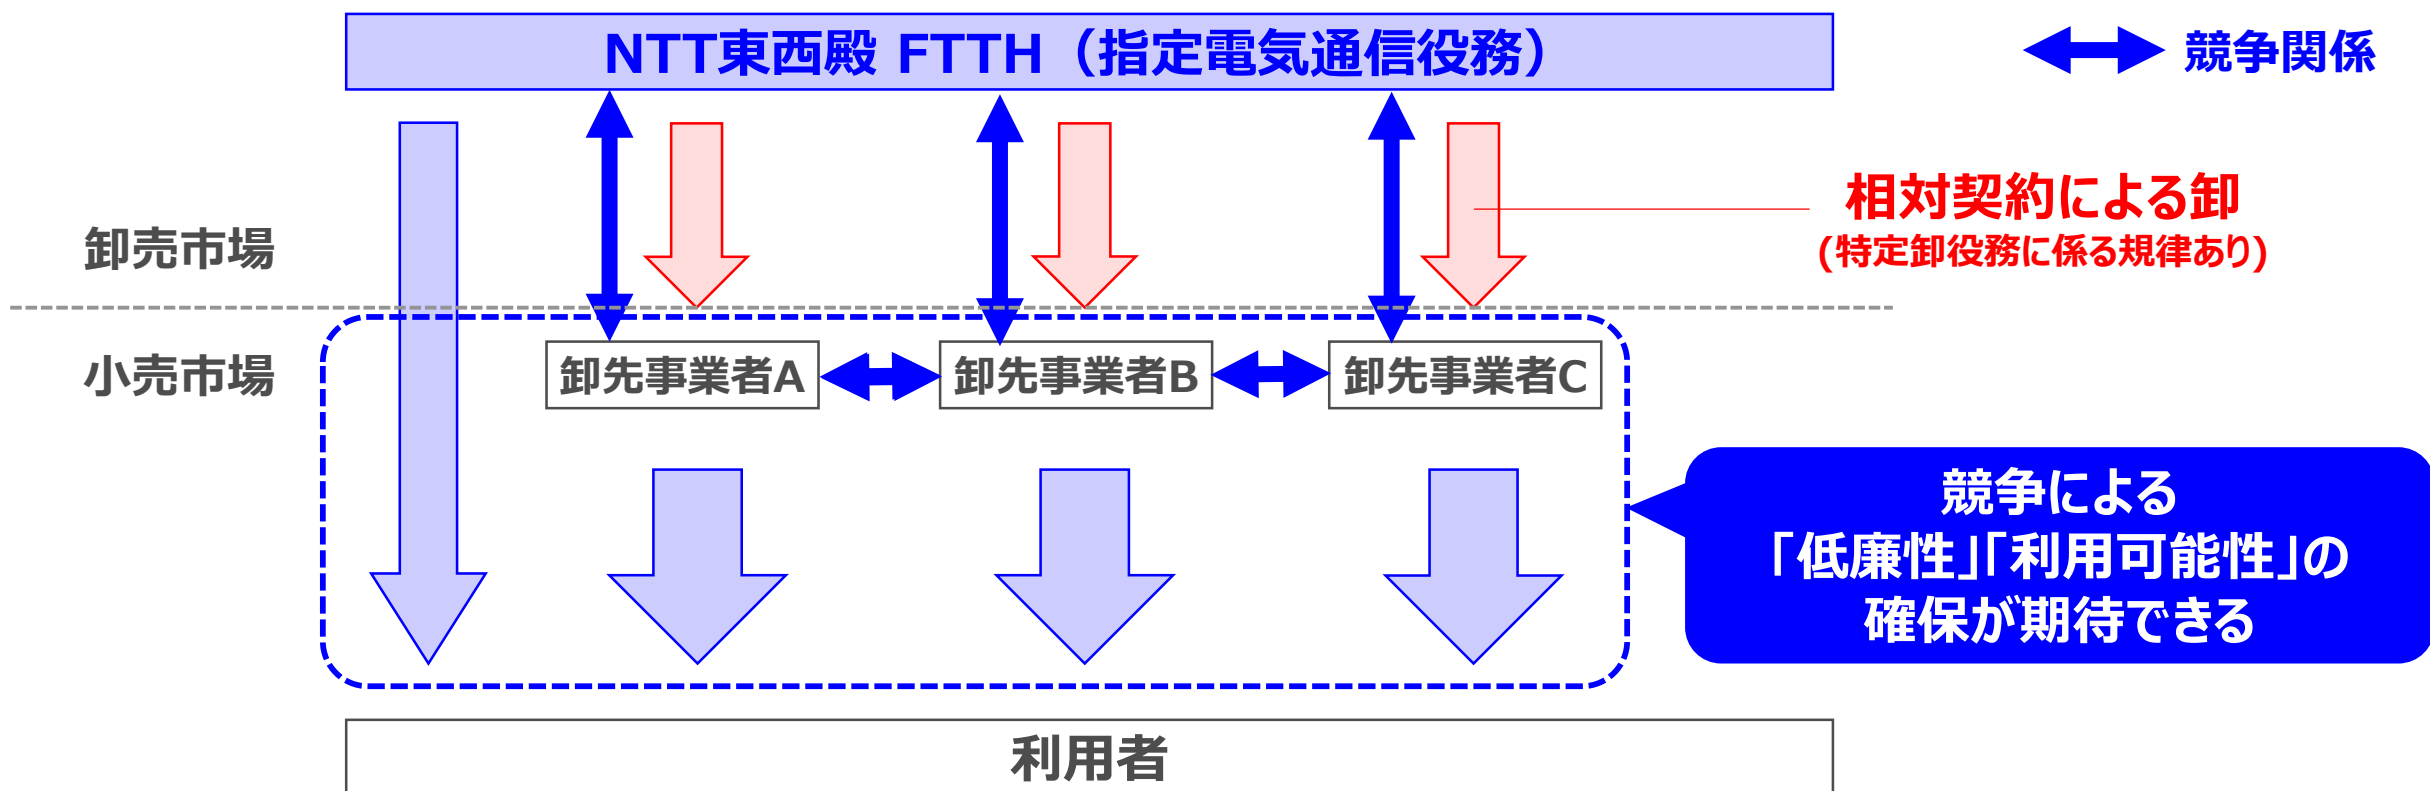 NTT東西殿 FTTH（指定電気通信役務）
競争関係
相対契約による卸
(特定卸役務に係る規律あり)
卸売市場
小売市場
卸先事業者A
卸先事業者B
卸先事業者C
競争による
「低廉性」「利用可能性」の
確保が期待できる
利用者